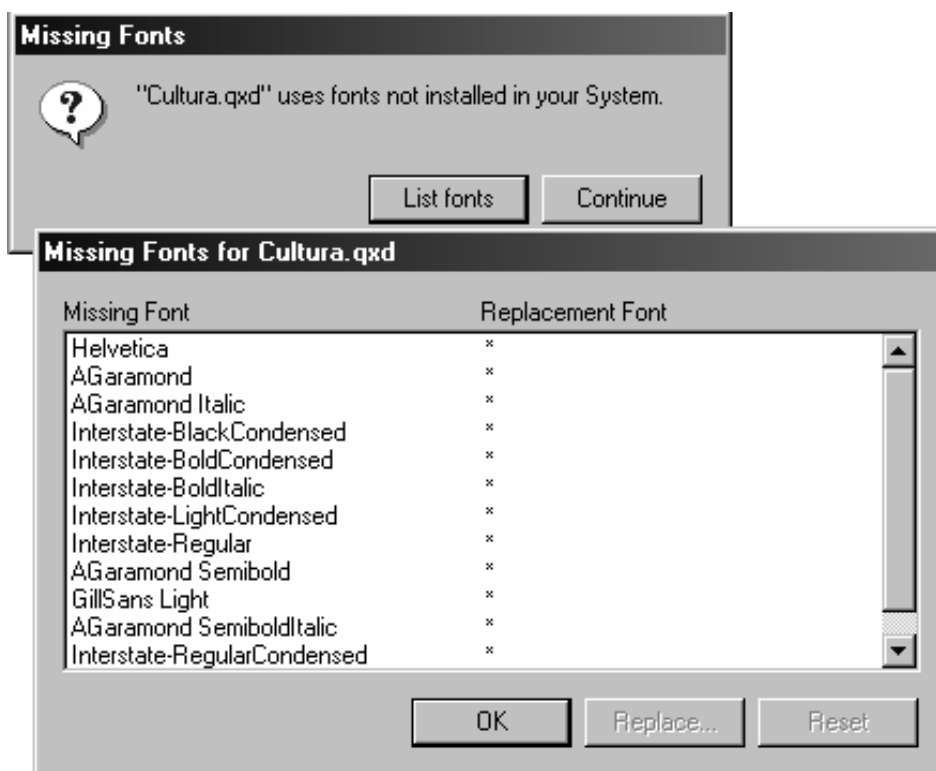 Missing Fonts
"Cultura.qxd" uses fonts not installed in your System.
List fonts Continue
Missing Fonts for Cultura.qxd
Missing Font Replacement Font
Helvetica *
AGaramond *
AGaramond Italic *
Interstate-BlackCondensed *
Interstate-BoldCondensed *
Interstate-BoldItalic *
Interstate-LightCondensed *
Interstate-Regular *
AGaramond Semibold *
GillSans Light *
AGaramond SemiboldItalic *
Interstate-RegularCondensed *
OK Replace... Reset